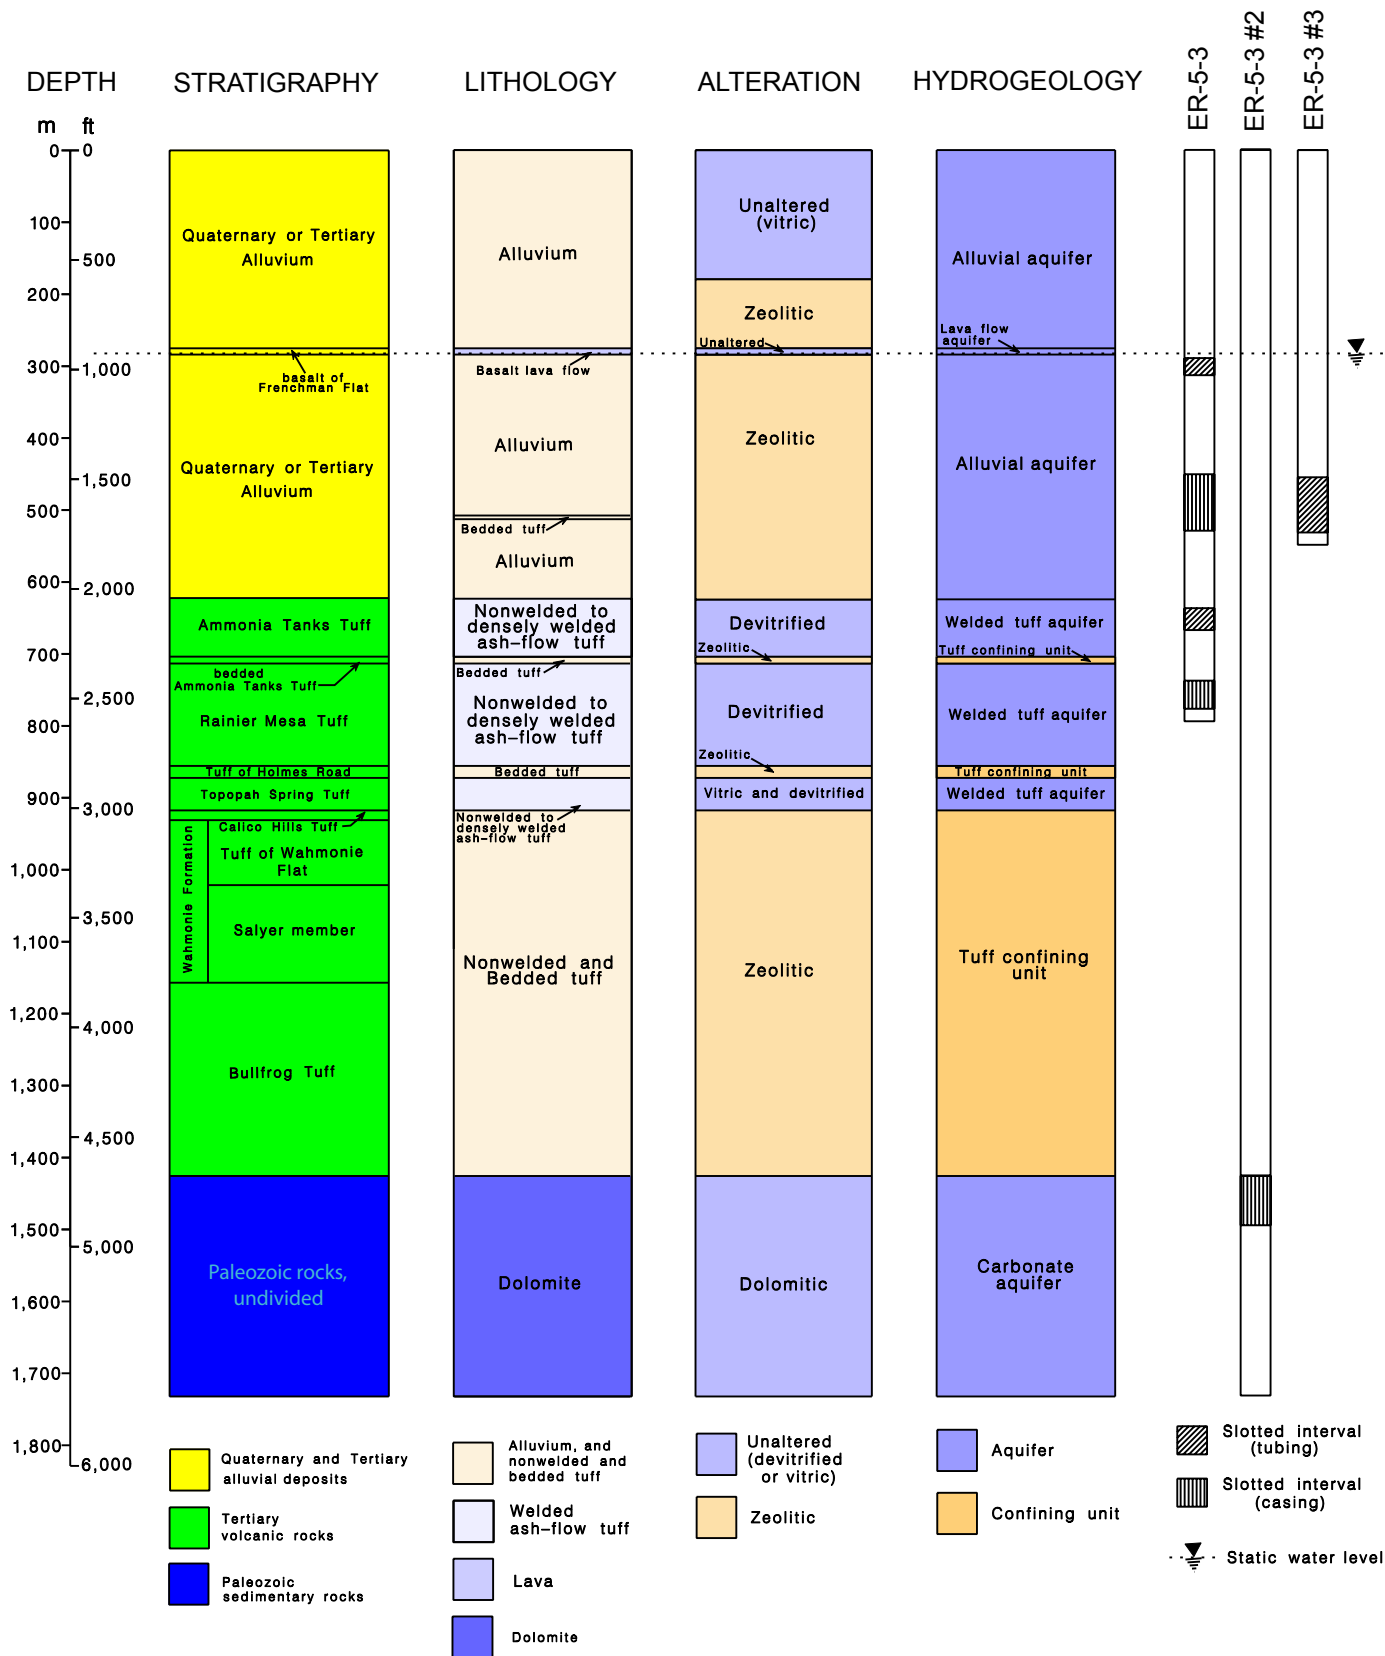 DEPTH
STRATIGRAPHY
LITHOLOGY
ALTERATION
HYDROGEOLOGY
ER-5-3
ER-5-3 #2
ER-5-3 #3
m
ft
0
100
200
300
400
500
600
700
800
900
1,000
1,100
1,200
1,300
1,400
1,500
1,600
1,700
1,800
0
500
1,000
1,500
2,000
2,500
3,000
3,500
4,000
4,500
5,000
6,000
Quaternary or Tertiary
Alluvium
basalt of
Frenchman Flat
Quaternary or Tertiary
Alluvium
Ammonia Tanks Tuff
bedded
Ammonia Tanks Tuff
Rainier Mesa Tuff
Tuff of Holmes Road
Topopah Spring Tuff
Calico Hills Tuff
Wahmonie Formation
Tuff of Wahmonie
Flat
Salyer member
Bullfrog Tuff
Paleozoic rocks,
undivided
Alluvium
Basalt lava flow
Alluvium
Bedded tuff
Alluvium
Nonwelded to
densely welded
ash-flow tuff
Bedded tuff
Nonwelded to
densely welded
ash-flow tuff
Bedded tuff
Nonwelded to
densely welded
ash-flow tuff
Nonwelded and
Bedded tuff
Dolomite
Unaltered
(vitric)
Zeolitic
Unaltered
Zeolitic
Devitrified
Zeolitic
Devitrified
Zeolitic
Vitric and devitrified
Zeolitic
Dolomitic
Alluvial aquifer
Lava flow
aquifer
Alluvial aquifer
Welded tuff aquifer
Tuff confining unit
Welded tuff aquifer
Tuff confining unit
Welded tuff aquifer
Tuff confining
unit
Carbonate
aquifer
Quaternary and Tertiary
alluvial deposits
Tertiary
volcanic rocks
Paleozoic
sedimentary rocks
Alluvium, and
nonwelded and
bedded tuff
Welded
ash-flow tuff
Lava
Dolomite
Unaltered
(devitrified
or vitric)
Zeolitic
Aquifer
Confining unit
Slotted interval
(tubing)
Slotted interval
(casing)
Static water level